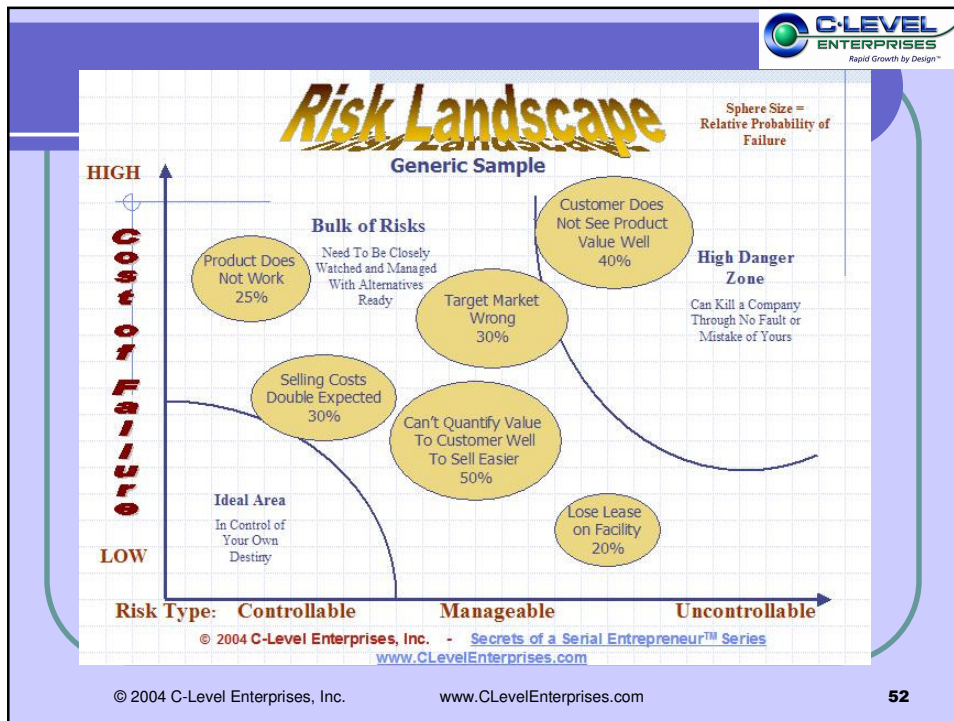 C·LEVEL
ENTERPRISES
Rapid Growth by Design™
Risk Landscape
Generic Sample
Sphere Size =
Relative Probability of
Failure
HIGH
Cost of Failure
LOW
Bulk of Risks
Need To Be Closely
Watched and Managed
With Alternatives
Ready
Product Does
Not Work
25%
Customer Does
Not See Product
Value Well
40%
High Danger
Zone
Can Kill a Company
Through No Fault or
Mistake of Yours
Target Market
Wrong
30%
Selling Costs
Double Expected
30%
Can't Quantify Value
To Customer Well
To Sell Easier
50%
Ideal Area
In Control of
Your Own
Destiny
Lose Lease
on Facility
20%
Risk Type: Controllable Manageable Uncontrollable
© 2004 C-Level Enterprises, Inc. - Secrets of a Serial Entrepreneur™ Series
www.CLevelEnterprises.com
© 2004 C-Level Enterprises, Inc. www.CLevelEnterprises.com 52